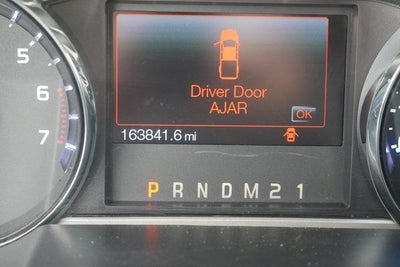 5
6
7
Driver Door
AJAR
OK
163841.6 mi
P R N D M 2 1